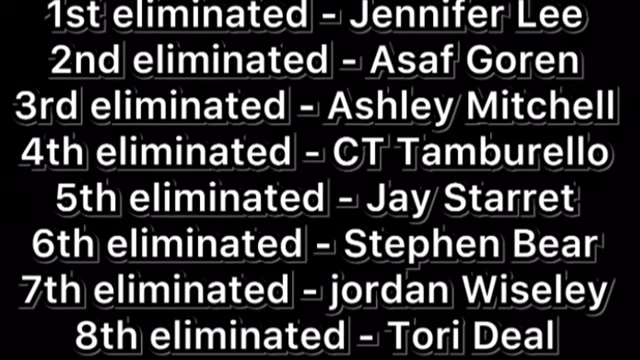 1st eliminated - Jennifer Lee
2nd eliminated - Asaf Goren
3rd eliminated - Ashley Mitchell
4th eliminated - CT Tamburello
5th eliminated - Jay Starret
6th eliminated - Stephen Bear
7th eliminated - jordan Wiseley
8th eliminated - Tori Deal